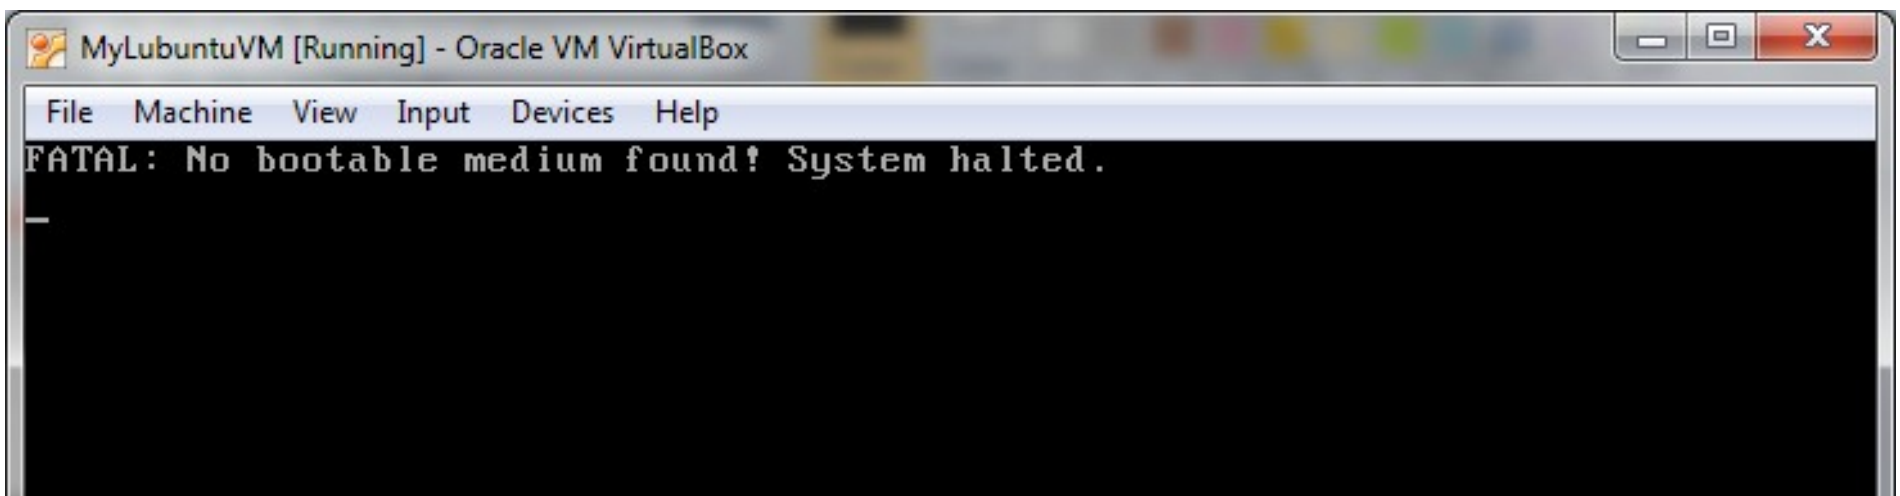 MyLubuntuVM [Running] - Oracle VM VirtualBox
File Machine View Input Devices Help
FATAL: No bootable medium found! System halted.